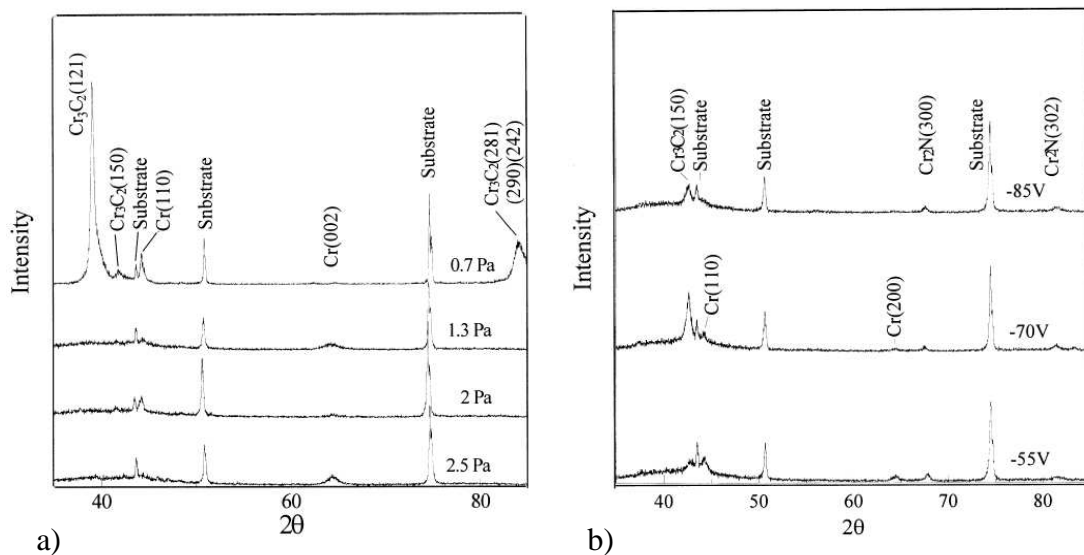 Intensity
Cr₃C₂(121)
Cr₃C₂(150)
Substrate
Cr(110)
Snbstrate
Cr(002)
Substrate
Cr₃C₂(281)
(290)(242)
0.7 Pa
1.3 Pa
2 Pa
2.5 Pa
40 60 80
2θ
a)
Intensity
Cr3C₂(150)
Substrate
Substrate
Cr₂N(300)
Substrate
Cr₂N(302)
-85V
Cr(110)
Cr(200)
-70V
-55V
40 50 60 70 80
2θ
b)